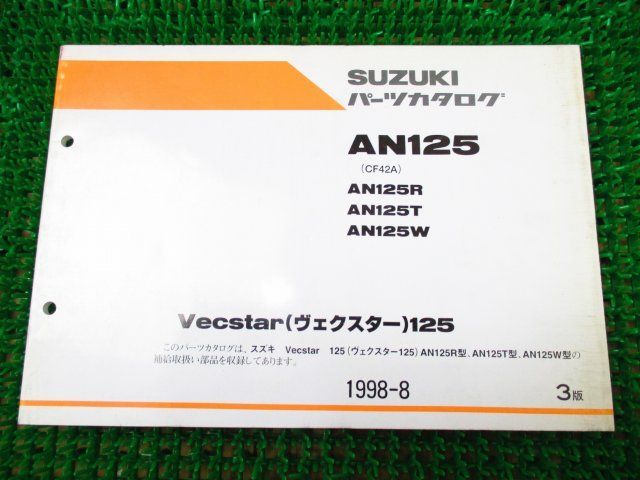 SUZUKI
パーツカタログ
AN125
(CF42A)
AN125R
AN125T
AN125W
Vecstar(ヴェクスター)125
このパーツカタログは、スズキ Vecstar 125(ヴェクスター125)AN125R型、AN125T型、AN125W型の
補給取扱い部品を収録してあります。
1998-8
3版